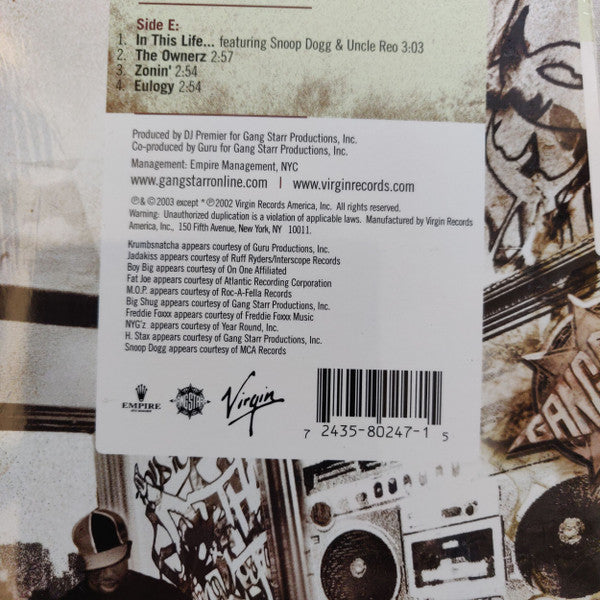 Side E:
1. In This Life... featuring Snoop Dogg & Uncle Reo 3:03
2. The Ownerz 2:57
3. Zonin' 2:54
4. Eulogy 2:54
Produced by DJ Premier for Gang Starr Productions, Inc.
Co-produced by Guru for Gang Starr Productions, Inc.
Management: Empire Management, NYC
www.gangstarronline.com | www.virginrecords.com
℗ & © 2003 except * ℗ 2002 Virgin Records America, Inc. All rights reserved.
Warning: Unauthorized duplication is a violation of applicable laws. Manufactured by Virgin Records
America, Inc., 150 Fifth Avenue, New York, NY 10011.
Krumbsnatcha appears courtesy of Guru Productions, Inc.
Jadakiss appears courtesy of Ruff Ryders/Interscope Records
Boy Big appears courtesy of On One Affiliated
Fat Joe appears courtesy of Atlantic Recording Corporation
M.O.P. appears courtesy of Roc-A-Fella Records
Big Shug appears courtesy of Gang Starr Productions, Inc.
Freddie Foxxx appears courtesy of Freddie Foxxx Music
NYG'z appears courtesy of Year Round, Inc.
H. Stax appears courtesy of Gang Starr Productions, Inc.
Snoop Dogg appears courtesy of MCA Records
EMPIRE
GANGSTARR
Virgin
7 2435-80247-1 5
GANGS